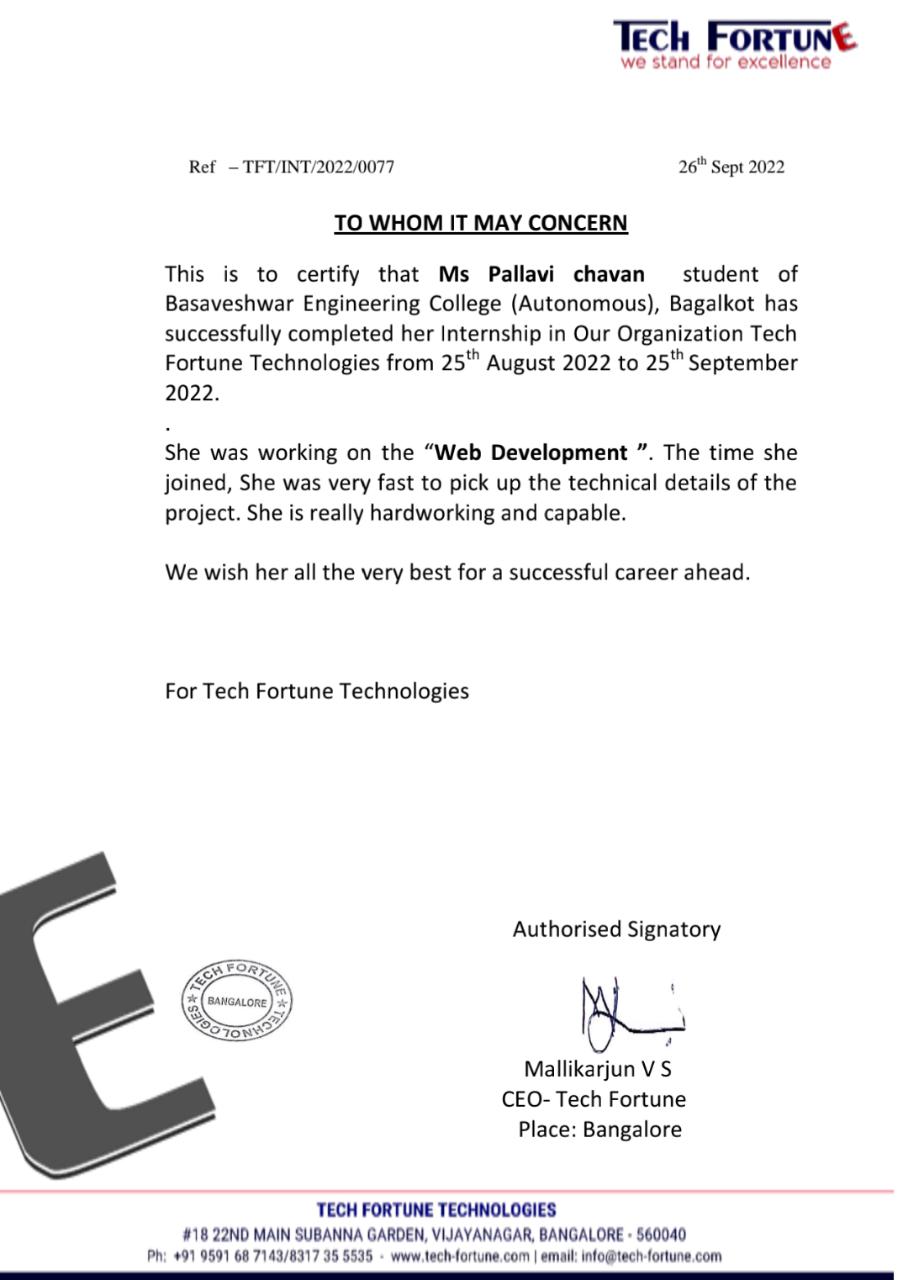 TECH FORTUNE
we stand for excellence
Ref – TFT/INT/2022/0077 26th Sept 2022
TO WHOM IT MAY CONCERN
This is to certify that Ms Pallavi chavan student of
Basaveshwar Engineering College (Autonomous), Bagalkot has
successfully completed her Internship in Our Organization Tech
Fortune Technologies from 25th August 2022 to 25th September
2022.
.
She was working on the “Web Development ”. The time she
joined, She was very fast to pick up the technical details of the
project. She is really hardworking and capable.
We wish her all the very best for a successful career ahead.
For Tech Fortune Technologies
E
Authorised Signatory
TECH FORTUNE ★ TECHNOLOGIES ★
BANGALORE
Mallikarjun V S
CEO- Tech Fortune
Place: Bangalore
TECH FORTUNE TECHNOLOGIES
#18 22ND MAIN SUBANNA GARDEN, VIJAYANAGAR, BANGALORE - 560040
Ph: +91 9591 68 7143/8317 35 5535 - www.tech-fortune.com | email: info@tech-fortune.com